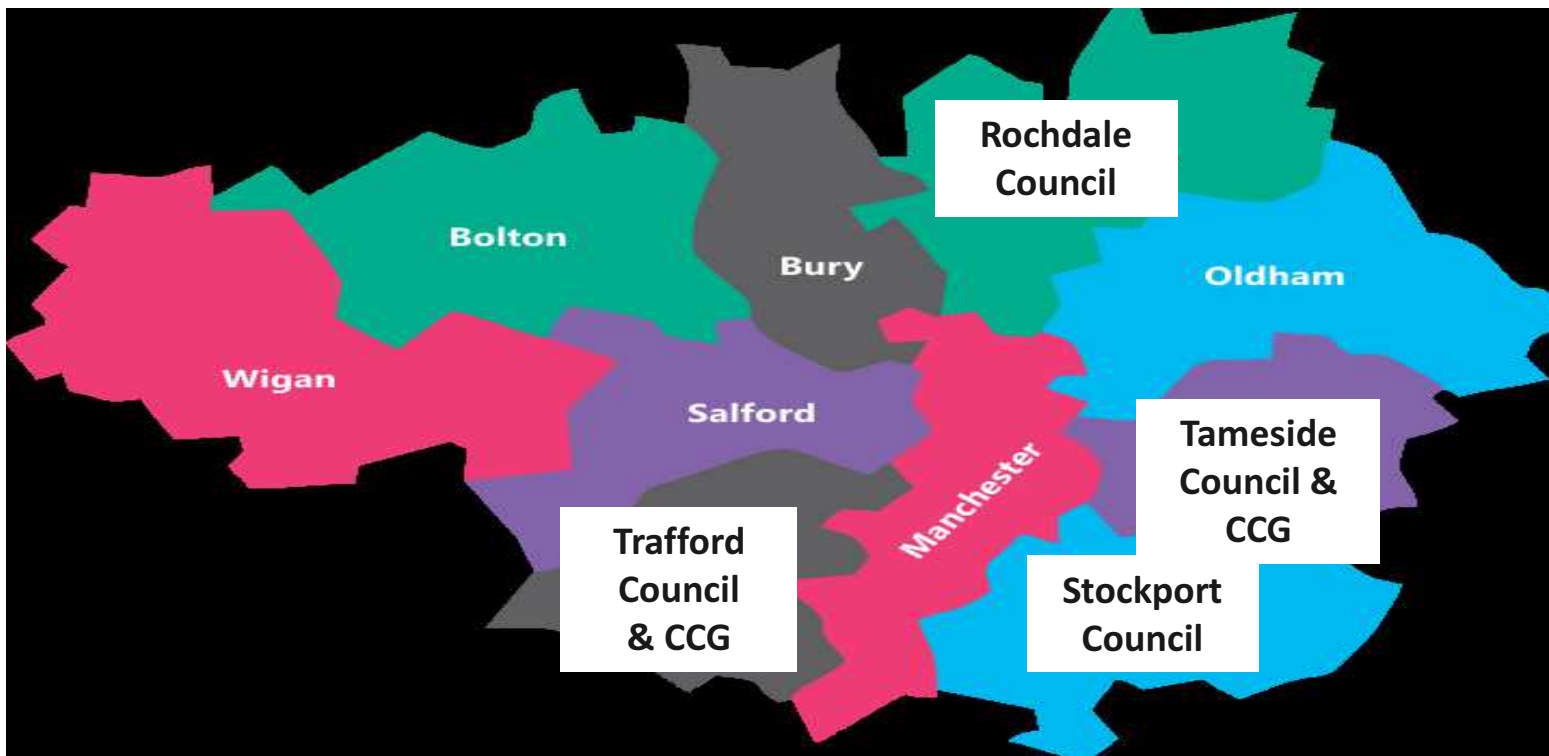 Rochdale
Council
Bolton
Bury
Oldham
Wigan
Salford
Manchester
Tameside
Council &
CCG
Trafford
Council
& CCG
Stockport
Council